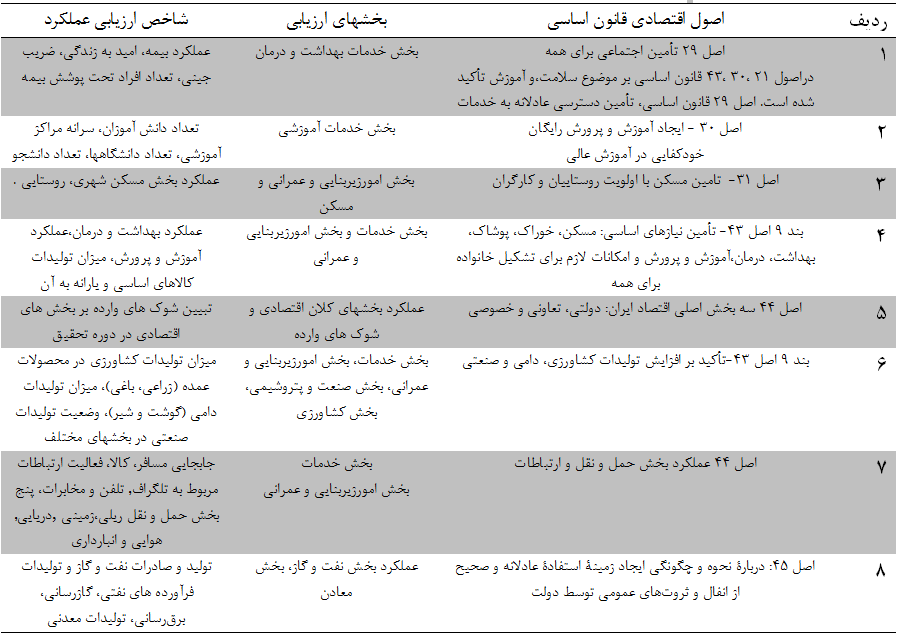 ردیف	اصول اقتصادی قانون اساسی	بخشهای ارزیابی	شاخص ارزیابی عملکرد
۱	اصل ۲۹ تأمین اجتماعی برای همه	بخش خدمات بهداشت و درمان	عملکرد بیمه، امید به زندگی، ضریب
دراصول ۲۱ ،۳۰ ،۴۳ قانون اساسی بر موضوع سلامت،و آموزش تأکید	جینی، تعداد افراد تحت پوشش بیمه
شده است. اصل ۲۹ قانون اساسی، تأمین دسترسی عادلانه به خدمات
۲	اصل ۳۰ - ایجاد آموزش و پرورش رایگان	بخش خدمات آموزشی	تعداد دانش آموزان، سرانه مراکز
خودکفایی در آموزش عالی	آموزشی، تعداد دانشگاهها، تعداد دانشجو
۳	اصل ۳۱- تامین مسکن با اولویت روستاییان و کارگران	بخش امورزیربنایی و عمرانی و	عملکرد بخش مسکن شهری، روستایی .
مسکن
۴	بند ۹ اصل ۴۳- تأمین نیازهای اساسی: مسکن، خوراک، پوشاک،	بخش خدمات و بخش امورزیربنایی	عملکرد بهداشت و درمان،عملکرد
بهداشت، درمان،آموزش و پرورش و امکانات لازم برای تشکیل خانواده	و عمرانی	آموزش و پرورش، میزان تولیدات
برای همه	کالاهای اساسی و یارانه به آن
۵	اصل ۴۴ سه بخش اصلی اقتصاد ایران: دولتی، تعاونی و خصوصی	عملکرد بخشهای کلان اقتصادی و	تبیین شوک های وارده بر بخش های
شوک های وارده	اقتصادی در دوره تحقیق
۶	بند ۹ اصل ۴۳-تأکید بر افزایش تولیدات کشاورزی، دامی و صنعتی	بخش خدمات، بخش امورزیربنایی و	میزان تولیدات کشاورزی در محصولات
عمرانی، بخش صنعت و پتروشیمی،	عمده (زراعی، باغی)، میزان تولیدات
بخش کشاورزی	دامی (گوشت و شیر)، وضعیت تولیدات
صنعتی در بخشهای مختلف
۷	اصل ۴۴ عملکرد بخش حمل و نقل و ارتباطات	بخش خدمات	جابجایی مسافر، کالا، فعالیت ارتباطات
بخش امورزیربنایی و عمرانی	مربوط به تلگراف, تلفن و مخابرات، پنج
بخش حمل و نقل ریلی،زمینی ,دریایی,
هوایی و انبارداری
۸	اصل ۴۵: دربارهٔ نحوه و چگونگی ایجاد زمینهٔ استفادهٔ عادلانه و صحیح	عملکرد بخش نفت و گاز، بخش	تولید و صادرات نفت و گاز و تولیدات
از انفال و ثروت‌های عمومی توسط دولت	معادن	فرآورده های نفتی، گازرسانی،
برق‌رسانی، تولیدات معدنی